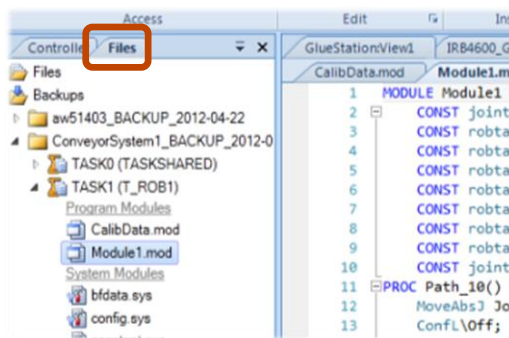 Access Edit
Controlle Files
GlueStation:View1 IRB4600_G
CalibData.mod Module1.m
Files
Backups
aw51403_BACKUP_2012-04-22
ConveyorSystem1_BACKUP_2012-0
TASK0 (TASKSHARED)
TASK1 (T_ROB1)
Program Modules
CalibData.mod
Module1.mod
System Modules
bfdata.sys
config.sys
1 MODULE Module1
2 CONST joint
3 CONST robta
4 CONST robta
5 CONST robta
6 CONST robta
7 CONST robta
8 CONST robta
9 CONST robta
10 CONST joint
11 PROC Path_10()
12 MoveAbsJ Jo
13 ConfL\Off;